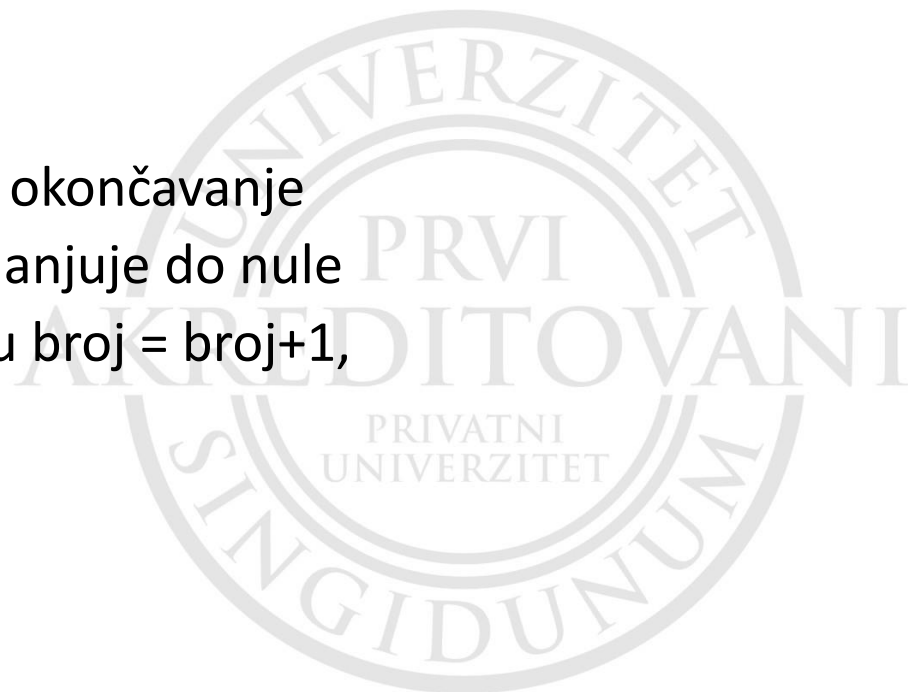 okončavanje
anjuje do nule
u broj = broj+1,
UNIVERZITET
PRVI
AKREDITOVANI
PRIVATNI
UNIVERZITET
SINGIDUNUM